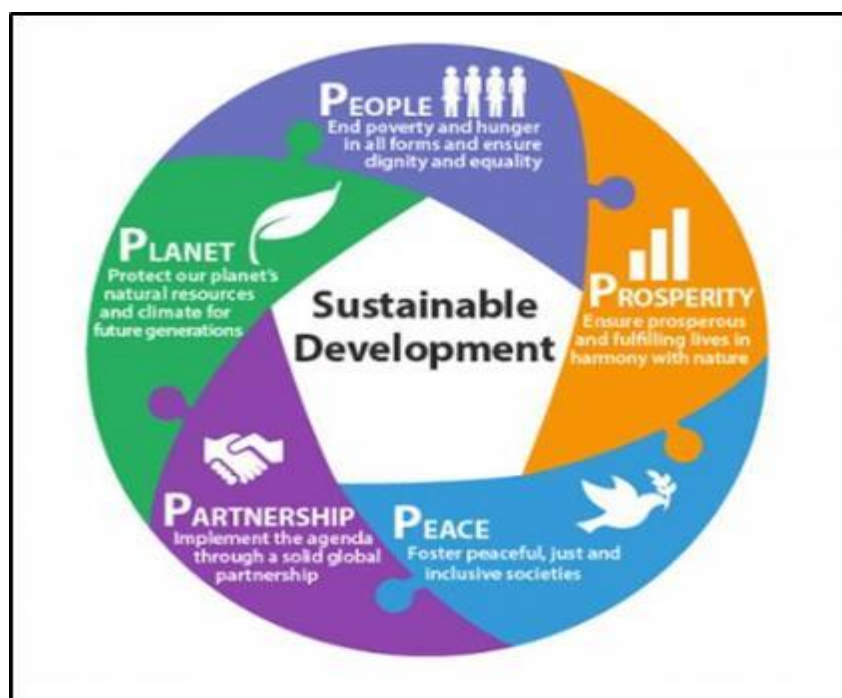 PEOPLE
End poverty and hunger
in all forms and ensure
dignity and equality
PROSPERITY
Ensure prosperous
and fulfilling lives in
harmony with nature
PEACE
Foster peaceful, just and
inclusive societies
PARTNERSHIP
Implement the agenda
through a solid global
partnership
PLANET
Protect our planet's
natural resources
and climate for
future generations
Sustainable
Development